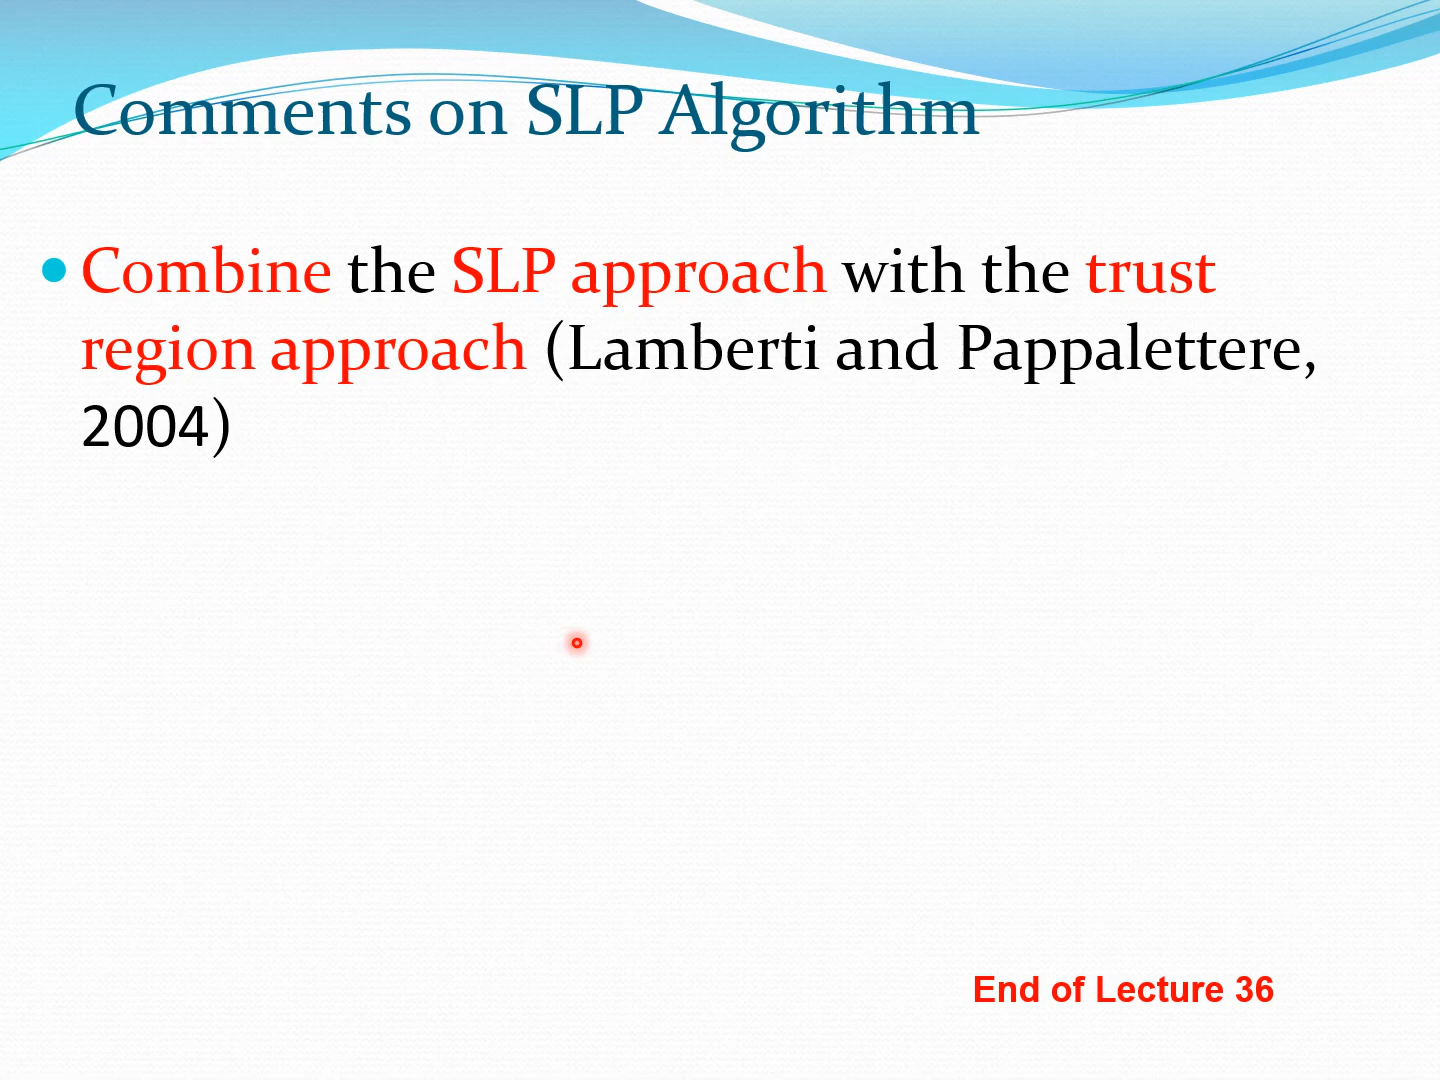 Comments on SLP Algorithm
Combine the SLP approach with the trust
region approach (Lamberti and Pappalettere,
2004)
End of Lecture 36